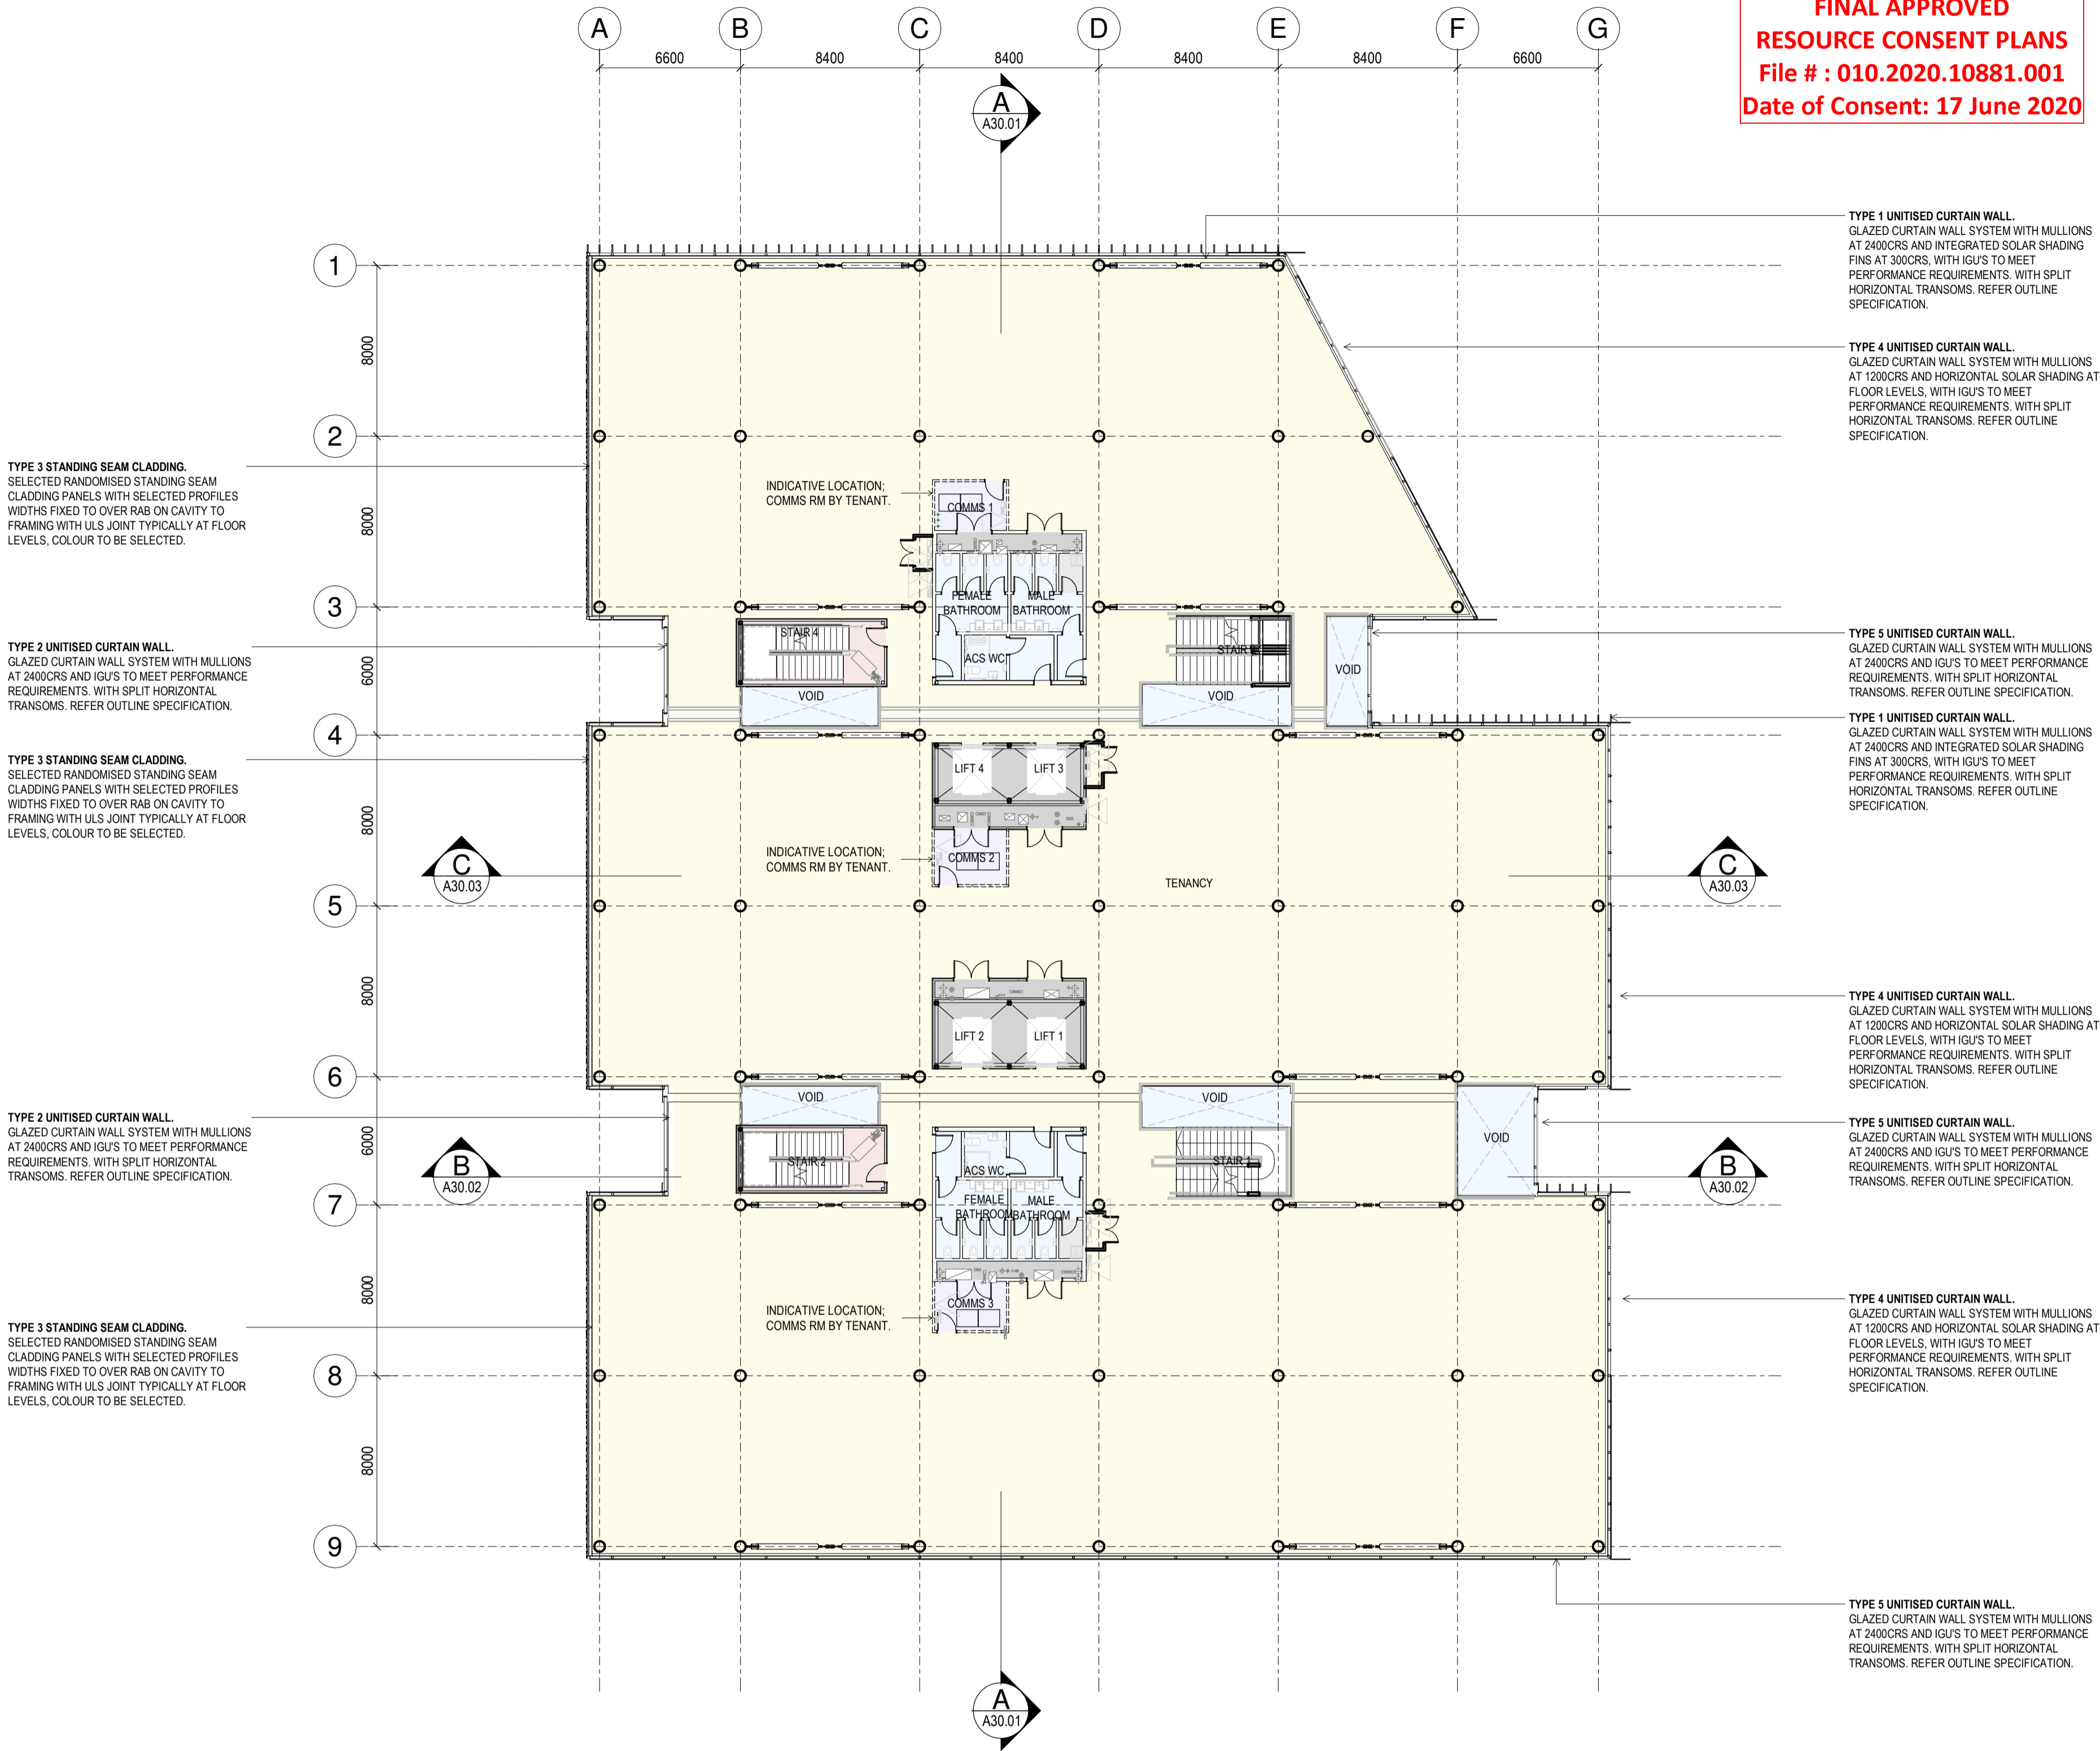 FINAL APPROVED
RESOURCE CONSENT PLANS
File # : 010.2020.10881.001
Date of Consent: 17 June 2020
A
B
C
D
E
F
G
6600
8400
8400
8400
8400
6600
A
A30.01
TYPE 1 UNITISED CURTAIN WALL.
GLAZED CURTAIN WALL SYSTEM WITH MULLIONS
AT 2400CRS AND INTEGRATED SOLAR SHADING
FINS AT 300CRS, WITH IGU'S TO MEET
PERFORMANCE REQUIREMENTS. WITH SPLIT
HORIZONTAL TRANSOMS. REFER OUTLINE
SPECIFICATION.
1
8000
TYPE 4 UNITISED CURTAIN WALL.
GLAZED CURTAIN WALL SYSTEM WITH MULLIONS
AT 1200CRS AND HORIZONTAL SOLAR SHADING AT
FLOOR LEVELS, WITH IGU'S TO MEET
PERFORMANCE REQUIREMENTS. WITH SPLIT
HORIZONTAL TRANSOMS. REFER OUTLINE
SPECIFICATION.
2
TYPE 3 STANDING SEAM CLADDING.
SELECTED RANDOMISED STANDING SEAM
CLADDING PANELS WITH SELECTED PROFILES
WIDTHS FIXED TO OVER RAB ON CAVITY TO
FRAMING WITH ULS JOINT TYPICALLY AT FLOOR
LEVELS, COLOUR TO BE SELECTED.
8000
INDICATIVE LOCATION;
COMMS RM BY TENANT.
COMMS 1
3
FEMALE
BATHROOM
MALE
BATHROOM
TYPE 2 UNITISED CURTAIN WALL.
GLAZED CURTAIN WALL SYSTEM WITH MULLIONS
AT 2400CRS AND IGU'S TO MEET PERFORMANCE
REQUIREMENTS. WITH SPLIT HORIZONTAL
TRANSOMS. REFER OUTLINE SPECIFICATION.
6000
STAIR 4
ACS WC
STAIR
VOID
VOID
VOID
TYPE 5 UNITISED CURTAIN WALL.
GLAZED CURTAIN WALL SYSTEM WITH MULLIONS
AT 2400CRS AND IGU'S TO MEET PERFORMANCE
REQUIREMENTS. WITH SPLIT HORIZONTAL
TRANSOMS. REFER OUTLINE SPECIFICATION.
TYPE 1 UNITISED CURTAIN WALL.
GLAZED CURTAIN WALL SYSTEM WITH MULLIONS
AT 2400CRS AND INTEGRATED SOLAR SHADING
FINS AT 300CRS, WITH IGU'S TO MEET
PERFORMANCE REQUIREMENTS. WITH SPLIT
HORIZONTAL TRANSOMS. REFER OUTLINE
SPECIFICATION.
4
TYPE 3 STANDING SEAM CLADDING.
SELECTED RANDOMISED STANDING SEAM
CLADDING PANELS WITH SELECTED PROFILES
WIDTHS FIXED TO OVER RAB ON CAVITY TO
FRAMING WITH ULS JOINT TYPICALLY AT FLOOR
LEVELS, COLOUR TO BE SELECTED.
8000
LIFT 4
LIFT 3
INDICATIVE LOCATION;
COMMS RM BY TENANT.
COMMS 2
C
A30.03
TENANCY
C
A30.03
5
8000
LIFT 2
LIFT 1
TYPE 4 UNITISED CURTAIN WALL.
GLAZED CURTAIN WALL SYSTEM WITH MULLIONS
AT 1200CRS AND HORIZONTAL SOLAR SHADING AT
FLOOR LEVELS, WITH IGU'S TO MEET
PERFORMANCE REQUIREMENTS. WITH SPLIT
HORIZONTAL TRANSOMS. REFER OUTLINE
SPECIFICATION.
6
VOID
VOID
VOID
TYPE 2 UNITISED CURTAIN WALL.
GLAZED CURTAIN WALL SYSTEM WITH MULLIONS
AT 2400CRS AND IGU'S TO MEET PERFORMANCE
REQUIREMENTS. WITH SPLIT HORIZONTAL
TRANSOMS. REFER OUTLINE SPECIFICATION.
6000
B
A30.02
STAIR 2
ACS WC
STAIR 1
TYPE 5 UNITISED CURTAIN WALL.
GLAZED CURTAIN WALL SYSTEM WITH MULLIONS
AT 2400CRS AND IGU'S TO MEET PERFORMANCE
REQUIREMENTS. WITH SPLIT HORIZONTAL
TRANSOMS. REFER OUTLINE SPECIFICATION.
B
A30.02
7
FEMALE
BATHROOM
MALE
BATHROOM
8000
COMMS 3
INDICATIVE LOCATION;
COMMS RM BY TENANT.
TYPE 3 STANDING SEAM CLADDING.
SELECTED RANDOMISED STANDING SEAM
CLADDING PANELS WITH SELECTED PROFILES
WIDTHS FIXED TO OVER RAB ON CAVITY TO
FRAMING WITH ULS JOINT TYPICALLY AT FLOOR
LEVELS, COLOUR TO BE SELECTED.
TYPE 4 UNITISED CURTAIN WALL.
GLAZED CURTAIN WALL SYSTEM WITH MULLIONS
AT 1200CRS AND HORIZONTAL SOLAR SHADING AT
FLOOR LEVELS, WITH IGU'S TO MEET
PERFORMANCE REQUIREMENTS. WITH SPLIT
HORIZONTAL TRANSOMS. REFER OUTLINE
SPECIFICATION.
8
8000
9
TYPE 5 UNITISED CURTAIN WALL.
GLAZED CURTAIN WALL SYSTEM WITH MULLIONS
AT 2400CRS AND IGU'S TO MEET PERFORMANCE
REQUIREMENTS. WITH SPLIT HORIZONTAL
TRANSOMS. REFER OUTLINE SPECIFICATION.
A
A30.01